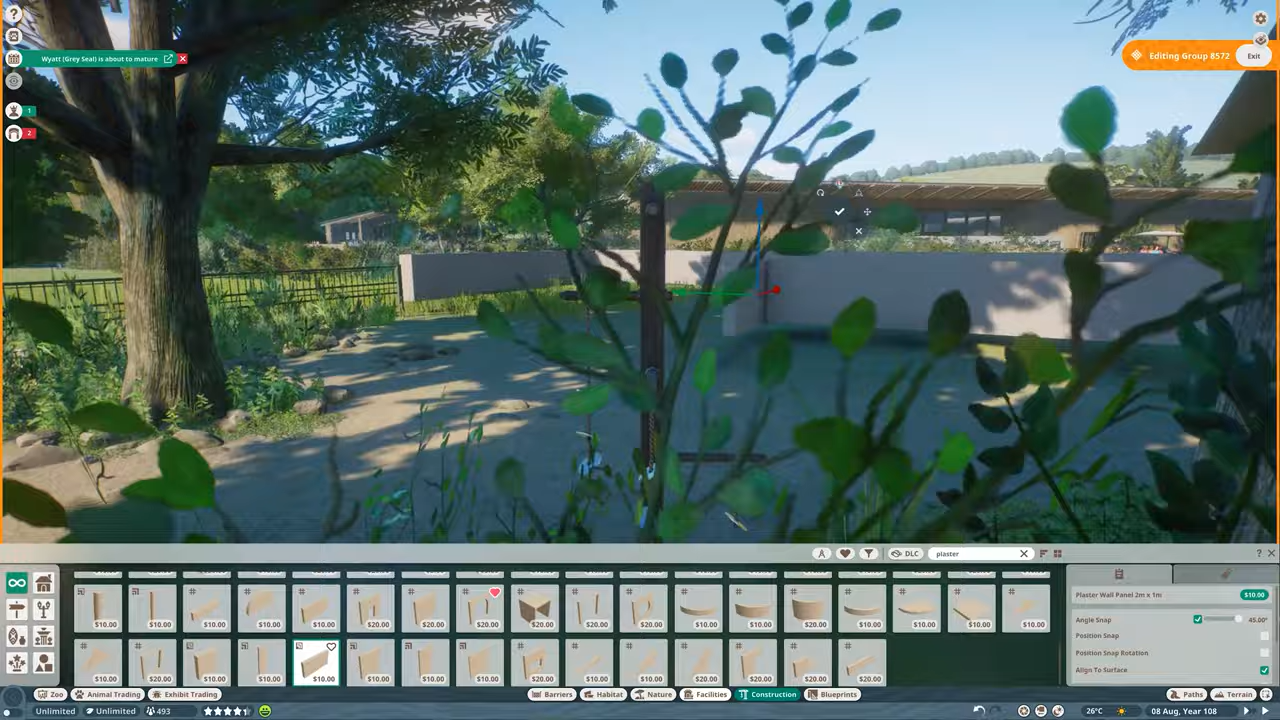 ?
Wyatt (Grey Seal) is about to mature
Editing Group 8572
Exit
1
2
DLC
plaster
?
$10.00 $20.00 $10.00 $10.00 $10.00 $20.00 $10.00 $20.00 $20.00 $20.00 $20.00 $10.00 $10.00 $20.00 $10.00 $10.00 $10.00 $10.00
$10.00 $20.00 $10.00 $10.00 $10.00 $10.00 $10.00 $10.00 $20.00 $10.00 $10.00 $10.00 $20.00 $20.00 $10.00
Plaster Wall Panel 2m x 1m
$10.00
Angle Snap
45.00°
Position Snap
Position Snap Rotation
Align To Surface
Zoo
Animal Trading
Exhibit Trading
Barriers
Habitat
Nature
Facilities
Construction
Blueprints
Paths
Terrain
Unlimited
Unlimited
493
26°C
08 Aug, Year 108